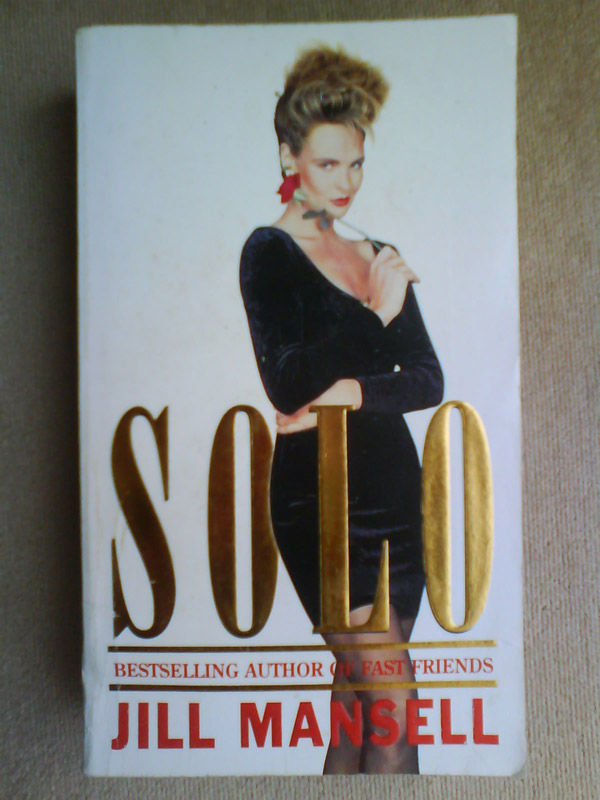 SOLO
BESTSELLING AUTHOR OF FAST FRIENDS
JILL MANSELL